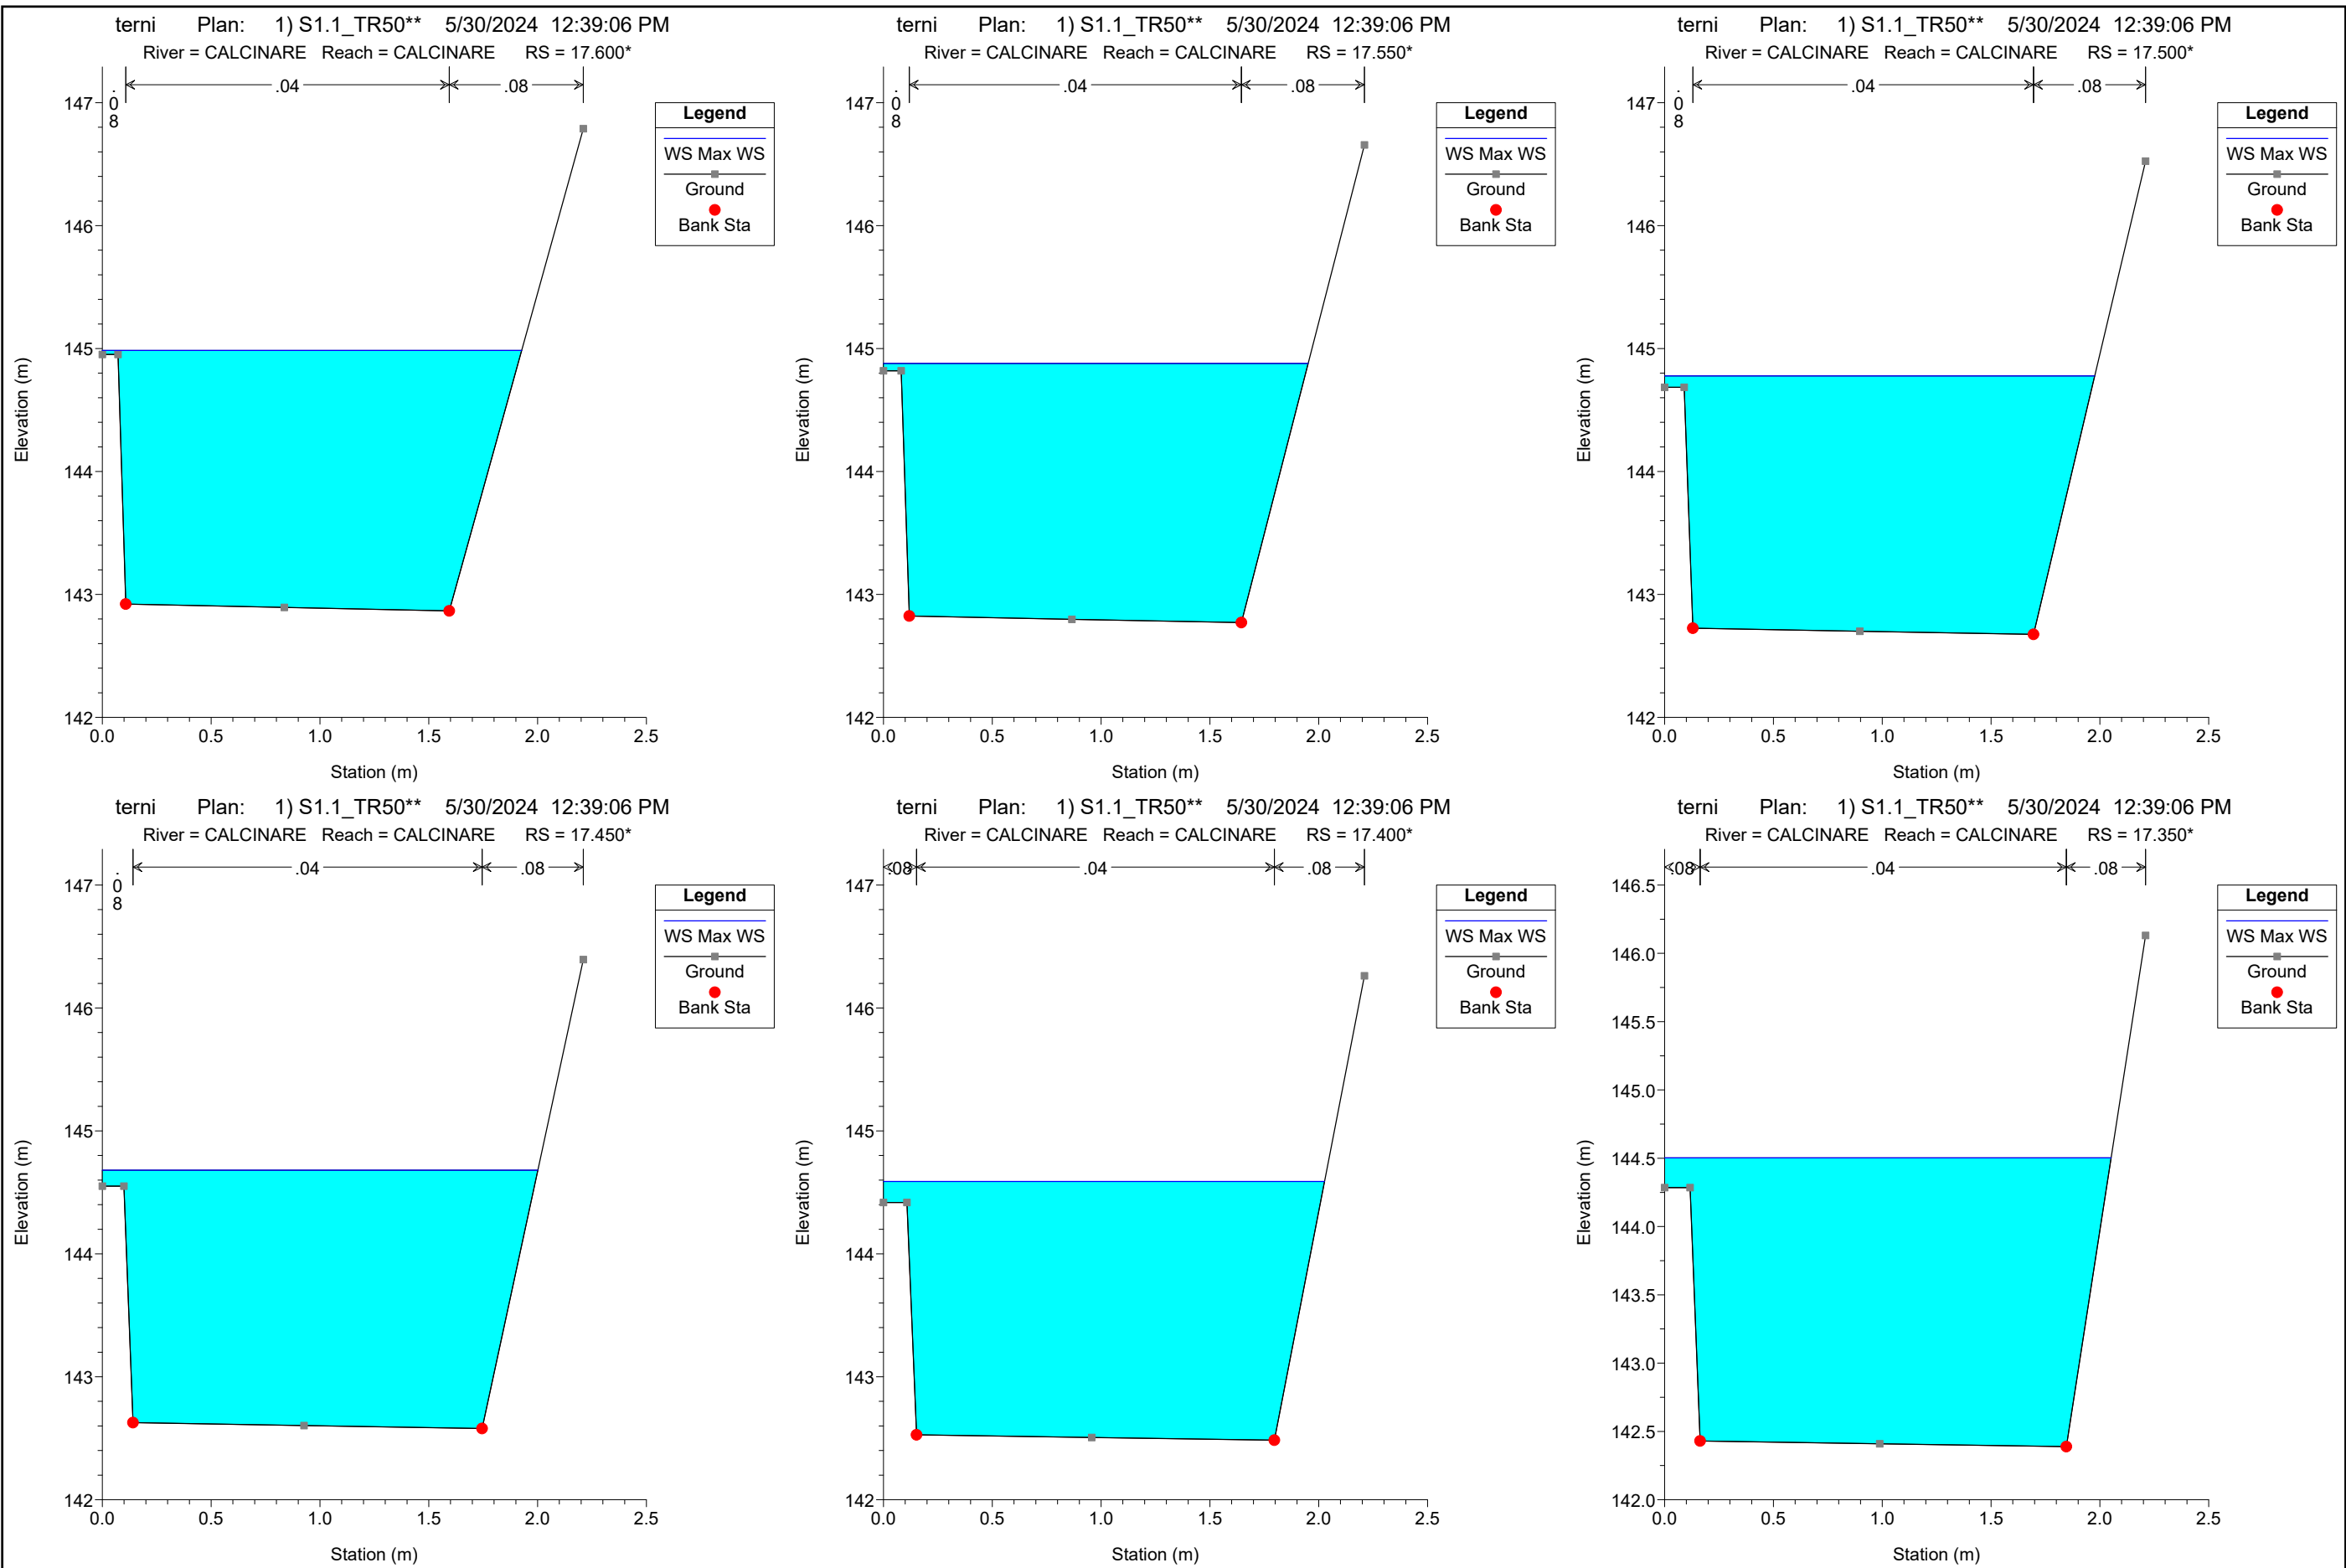 terni Plan: 1) S1.1_TR50** 5/30/2024 12:39:06 PM
River = CALCINARE Reach = CALCINARE RS = 17.600*
.08
.04
.08
147
146
145
144
143
142
Elevation (m)
0.0 0.5 1.0 1.5 2.0 2.5
Station (m)
Legend
WS Max WS
Ground
Bank Sta
terni Plan: 1) S1.1_TR50** 5/30/2024 12:39:06 PM
River = CALCINARE Reach = CALCINARE RS = 17.550*
.08
.04
.08
147
146
145
144
143
142
Elevation (m)
0.0 0.5 1.0 1.5 2.0 2.5
Station (m)
Legend
WS Max WS
Ground
Bank Sta
terni Plan: 1) S1.1_TR50** 5/30/2024 12:39:06 PM
River = CALCINARE Reach = CALCINARE RS = 17.500*
.08
.04
.08
147
146
145
144
143
142
Elevation (m)
0.0 0.5 1.0 1.5 2.0 2.5
Station (m)
Legend
WS Max WS
Ground
Bank Sta
terni Plan: 1) S1.1_TR50** 5/30/2024 12:39:06 PM
River = CALCINARE Reach = CALCINARE RS = 17.450*
.08
.04
.08
147
146
145
144
143
142
Elevation (m)
0.0 0.5 1.0 1.5 2.0 2.5
Station (m)
Legend
WS Max WS
Ground
Bank Sta
terni Plan: 1) S1.1_TR50** 5/30/2024 12:39:06 PM
River = CALCINARE Reach = CALCINARE RS = 17.400*
.08
.04
.08
147
146
145
144
143
142
Elevation (m)
0.0 0.5 1.0 1.5 2.0 2.5
Station (m)
Legend
WS Max WS
Ground
Bank Sta
terni Plan: 1) S1.1_TR50** 5/30/2024 12:39:06 PM
River = CALCINARE Reach = CALCINARE RS = 17.350*
.08
.04
.08
146.5
146.0
145.5
145.0
144.5
144.0
143.5
143.0
142.5
142.0
Elevation (m)
0.0 0.5 1.0 1.5 2.0 2.5
Station (m)
Legend
WS Max WS
Ground
Bank Sta